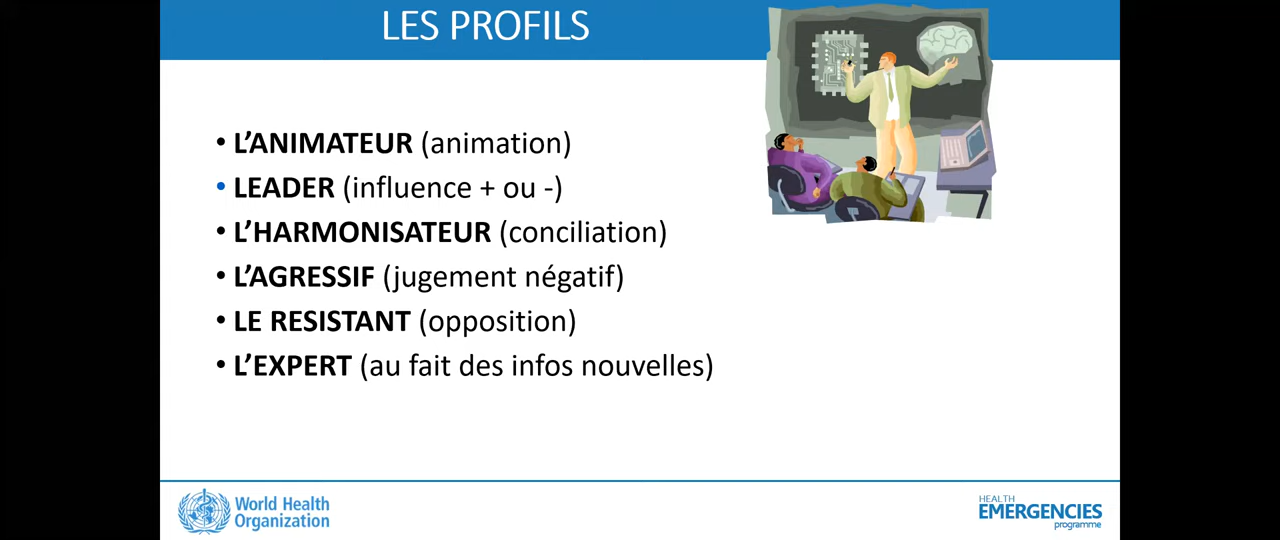 LES PROFILS
• L'ANIMATEUR (animation)
• LEADER (influence + ou -)
• L'HARMONISATEUR (conciliation)
• L'AGRESSIF (jugement négatif)
• LE RESISTANT (opposition)
• L'EXPERT (au fait des infos nouvelles)
World Health
Organization
HEALTH
EMERGENCIES
programme